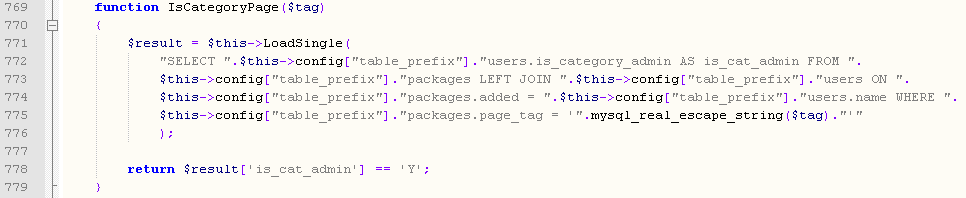 769 function IsCategoryPage($tag)
770 {
771 $result = $this->LoadSingle(
772 "SELECT ".$this->config["table_prefix"]."users.is_category_admin AS is_cat_admin FROM ".
773 $this->config["table_prefix"]."packages LEFT JOIN ".$this->config["table_prefix"]."users ON ".
774 $this->config["table_prefix"]."packages.added = ".$this->config["table_prefix"]."users.name WHERE ".
775 $this->config["table_prefix"]."packages.page_tag = '".mysql_real_escape_string($tag)."'"
776 );
777
778 return $result['is_cat_admin'] == 'Y';
779 }